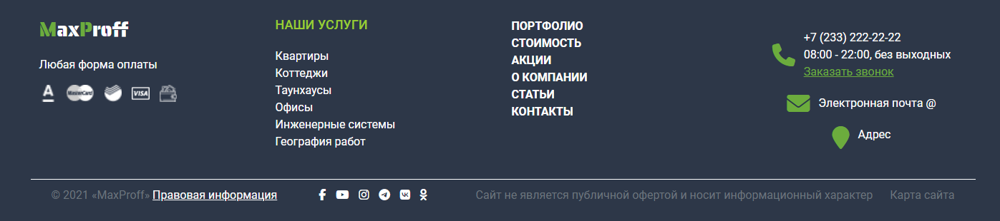 MaxProff
Любая форма оплаты
A MasterCard VISA
НАШИ УСЛУГИ
Квартиры
Коттеджи
Таунхаусы
Офисы
Инженерные системы
География работ
ПОРТФОЛИО
СТОИМОСТЬ
АКЦИИ
О КОМПАНИИ
СТАТЬИ
КОНТАКТЫ
+7 (233) 222-22-22
08:00 - 22:00, без выходных
Заказать звонок
Электронная почта @
Адрес
© 2021 «MaxProff» Правовая информация
Сайт не является публичной офертой и носит информационный характер
Карта сайта